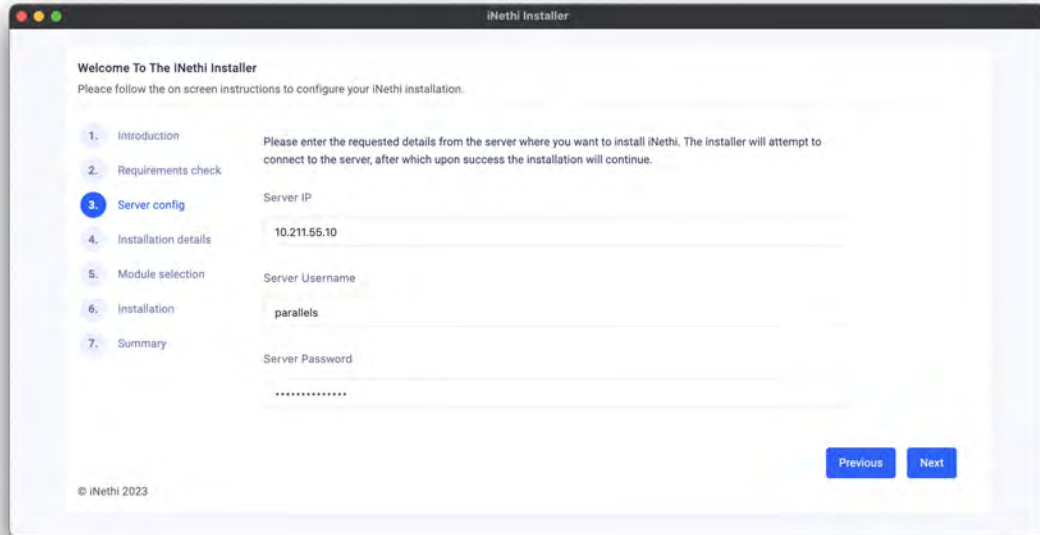 iNethi Installer
Welcome To The iNethi Installer
Pleace follow the on screen instructions to configure your iNethi installation.
1. Introduction
2. Requirements check
3. Server config
4. Installation details
5. Module selection
6. Installation
7. Summary
Please enter the requested details from the server where you want to install iNethi. The installer will attempt to
connect to the server, after which upon success the installation will continue.
Server IP
10.211.55.10
Server Username
parallels
Server Password
••••••••••••••
Previous Next
© iNethi 2023